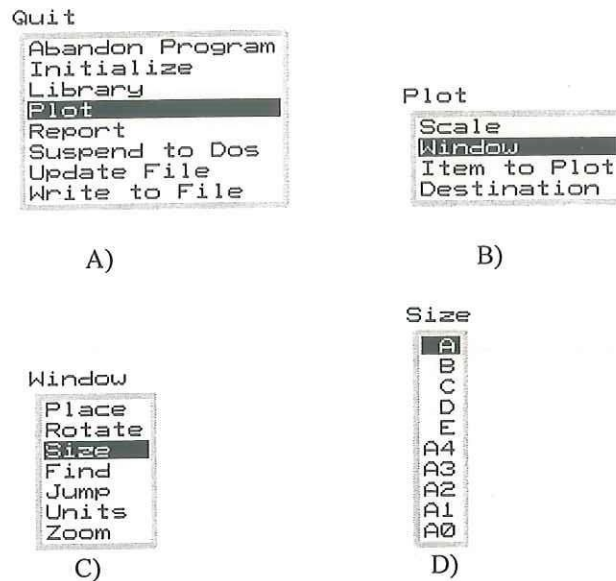 Quit
Abandon Program
Initialize
Library
Plot
Report
Suspend to Dos
Update File
Write to File
A)
Plot
Scale
Window
Item to Plot
Destination
B)
Window
Place
Rotate
Size
Find
Jump
Units
Zoom
C)
Size
A
B
C
D
E
A4
A3
A2
A1
A0
D)